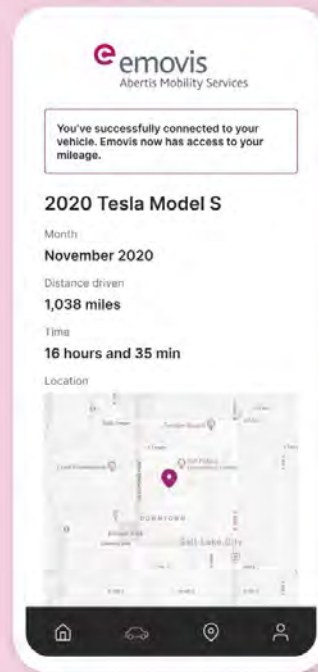 e emovis
Abertis Mobility Services
You've successfully connected to your
vehicle. Emovis now has access to your
mileage.
2020 Tesla Model S
Month
November 2020
Distance driven
1,038 miles
Time
16 hours and 35 min
Location
DOWNTOWN
Salt Lake City